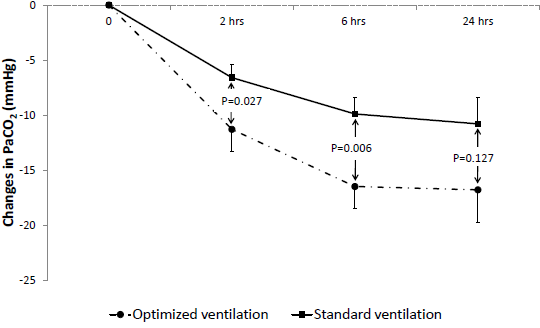 0
0
2 hrs
6 hrs
24 hrs
-5
-10
-15
-20
-25
Changes in PaCO₂ (mmHg)
P=0.027
P=0.006
P=0.127
Optimized ventilation
Standard ventilation